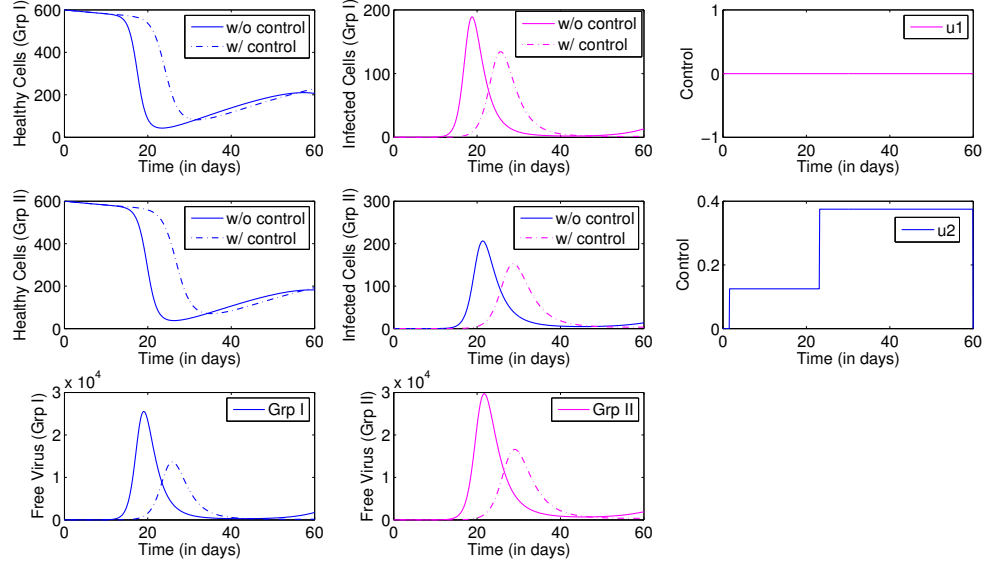 Healthy Cells (Grp I)
600
400
200
0
0
20
40
60
Time (in days)
w/o control
w/ control
Infected Cells (Grp I)
200
100
0
0
20
40
60
Time (in days)
w/o control
w/ control
Control
1
0
−1
0
20
40
60
Time (in days)
u1
Healthy Cells (Grp II)
600
400
200
0
0
20
40
60
Time (in days)
w/o control
w/ control
Infected Cells (Grp II)
300
200
100
0
0
20
40
60
Time (in days)
w/o control
w/ control
Control
0.4
0.2
0
0
20
40
60
Time (in days)
u2
Free Virus (Grp I)
x 10^4
3
2
1
0
0
20
40
60
Time (in days)
Grp I
Free Virus (Grp II)
x 10^4
3
2
1
0
0
20
40
60
Time (in days)
Grp II